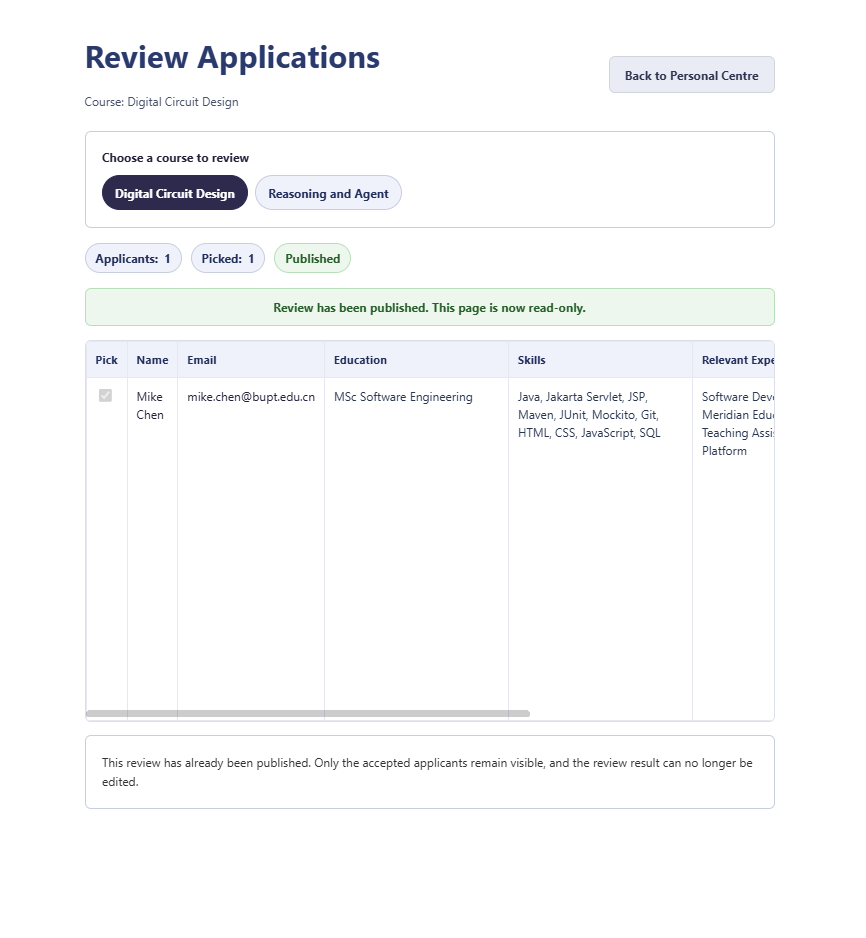 Review Applications
Back to Personal Centre
Course: Digital Circuit Design
Choose a course to review
Digital Circuit Design
Reasoning and Agent
Applicants: 1
Picked: 1
Published
Review has been published. This page is now read-only.
Pick
Name
Email
Education
Skills
Relevant Expe
Mike
Chen
mike.chen@bupt.edu.cn
MSc Software Engineering
Java, Jakarta Servlet, JSP,
Maven, JUnit, Mockito, Git,
HTML, CSS, JavaScript, SQL
Software Deve
Meridian Educ
Teaching Assis
Platform
This review has already been published. Only the accepted applicants remain visible, and the review result can no longer be
edited.